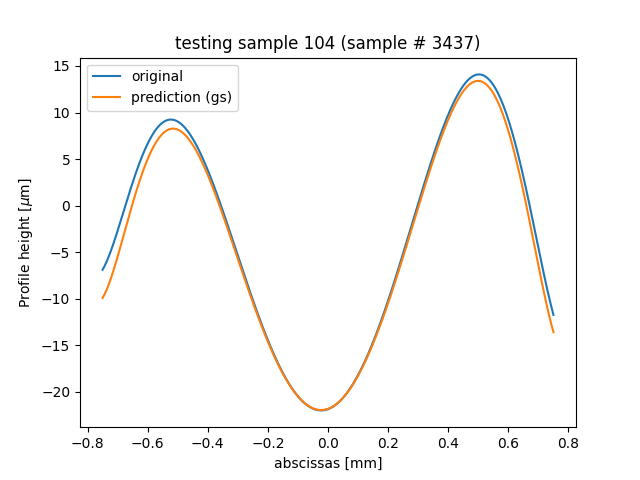 testing sample 104 (sample # 3437)
original
prediction (gs)
15
10
5
0
−5
−10
−15
−20
Profile height [μm]
−0.8 −0.6 −0.4 −0.2 0.0 0.2 0.4 0.6 0.8
abscissas [mm]